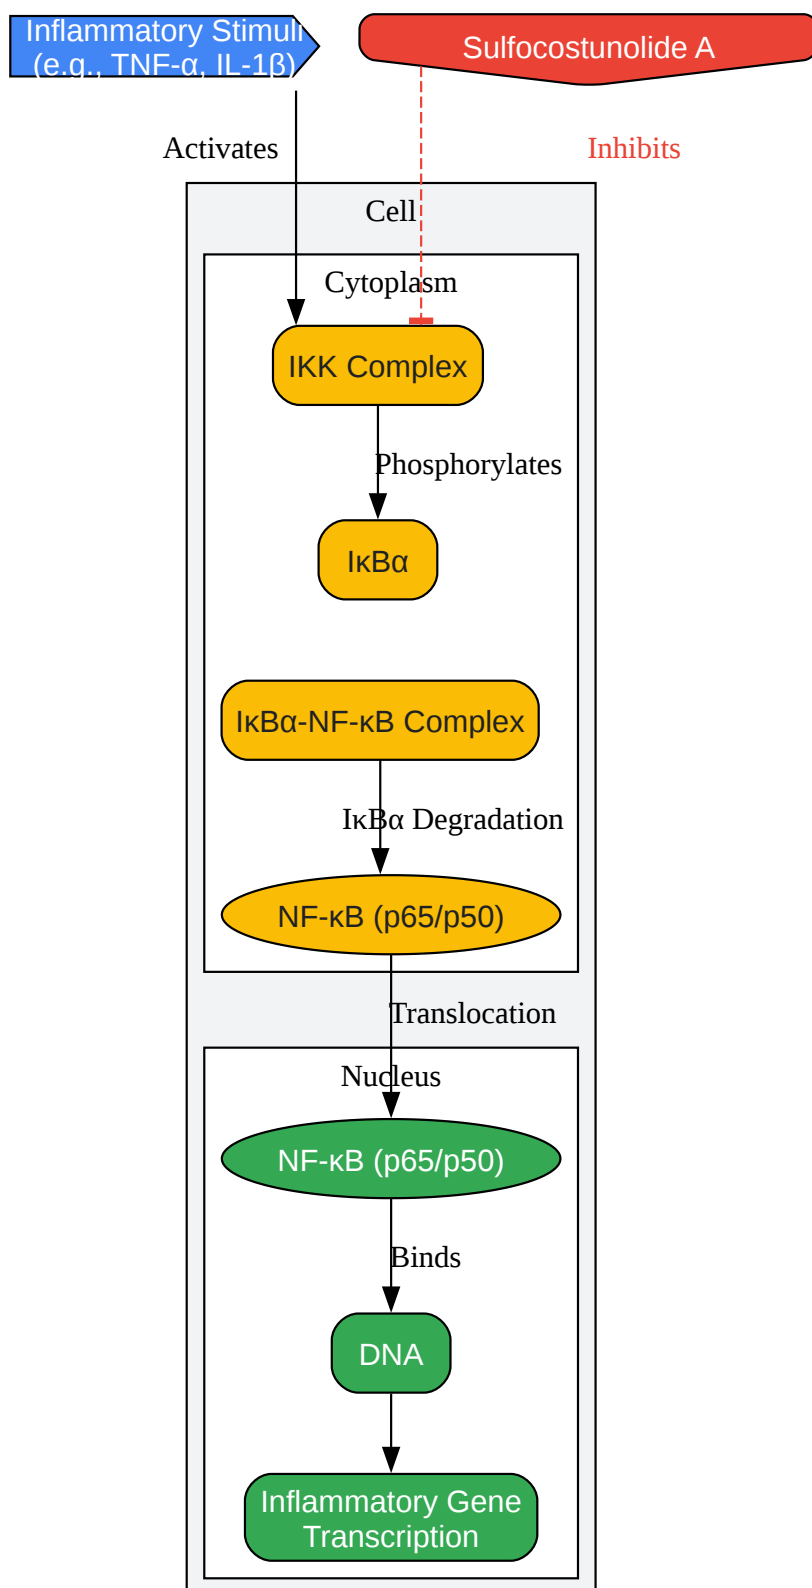 Inflammatory Stimuli
(e.g., TNF-α, IL-1β)
Sulfocostunolide A
Activates
Inhibits
Cell
Cytoplasm
IKK Complex
Phosphorylates
IκBα
IκBα-NF-κB Complex
IκBα Degradation
NF-κB (p65/p50)
Translocation
Nucleus
NF-κB (p65/p50)
Binds
DNA
Inflammatory Gene
Transcription